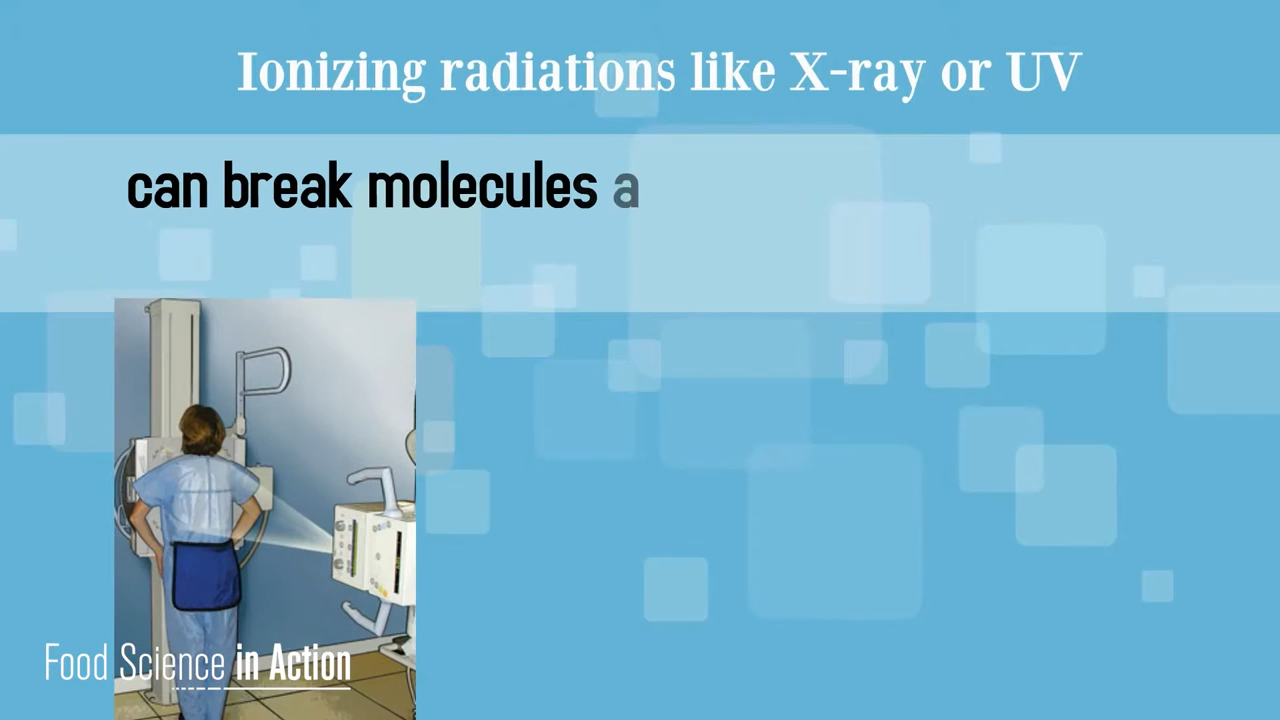 Ionizing radiations like X-ray or UV
can break molecules a
Food Science in Action